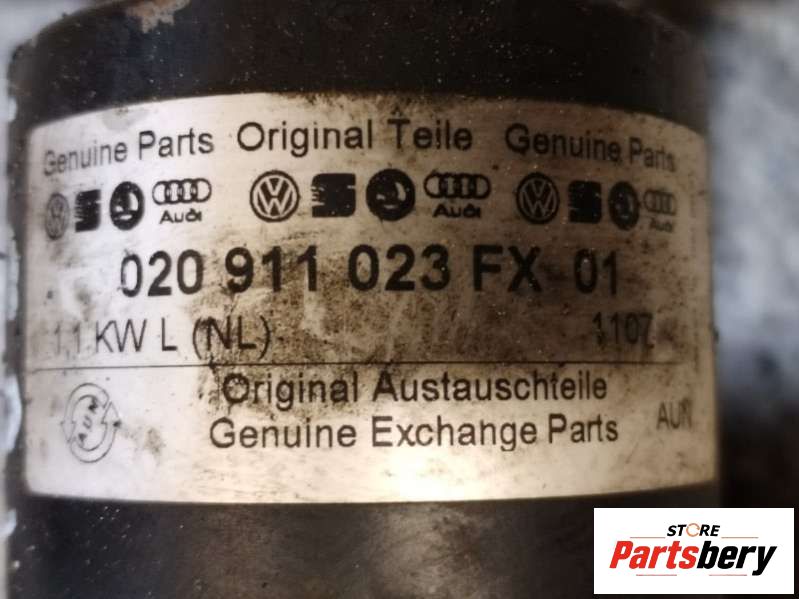 Genuine Parts Original Teile Genuine Parts
Audi Audi Audi
020 911 023 FX 01
1,1 KW L (NL) 1107
Original Austauschteile
AUN Genuine Exchange Parts AUN
STORE
Partsbery